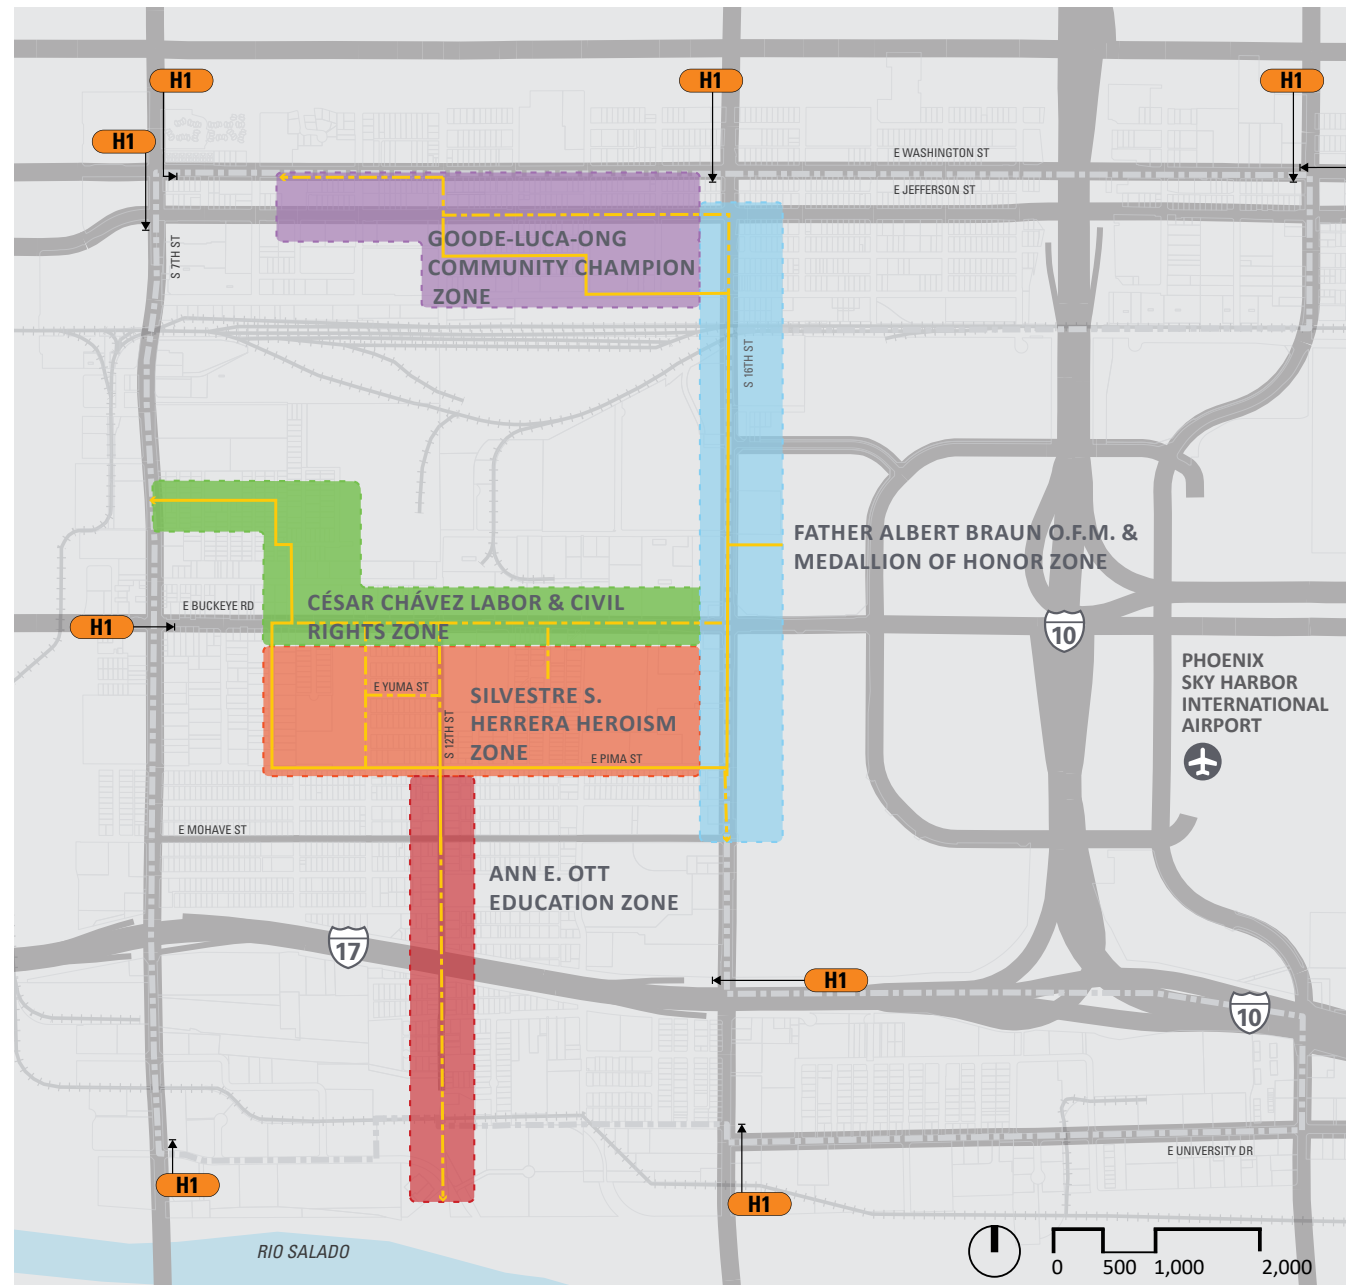 H1
H1
H1
H1
E WASHINGTON ST
E JEFFERSON ST
S 7TH ST
GOODE-LUCA-ONG
COMMUNITY CHAMPION
ZONE
S 16TH ST
FATHER ALBERT BRAUN O.F.M. &
MEDALLION OF HONOR ZONE
E BUCKEYE RD
CÉSAR CHÁVEZ LABOR & CIVIL
RIGHTS ZONE
H1
10
PHOENIX
SKY HARBOR
INTERNATIONAL
AIRPORT
E YUMA ST
SILVESTRE S.
HERRERA HEROISM
ZONE
S 12TH ST
E PIMA ST
E MOHAVE ST
ANN E. OTT
EDUCATION ZONE
17
H1
10
E UNIVERSITY DR
H1
H1
RIO SALADO
0 500 1,000 2,000